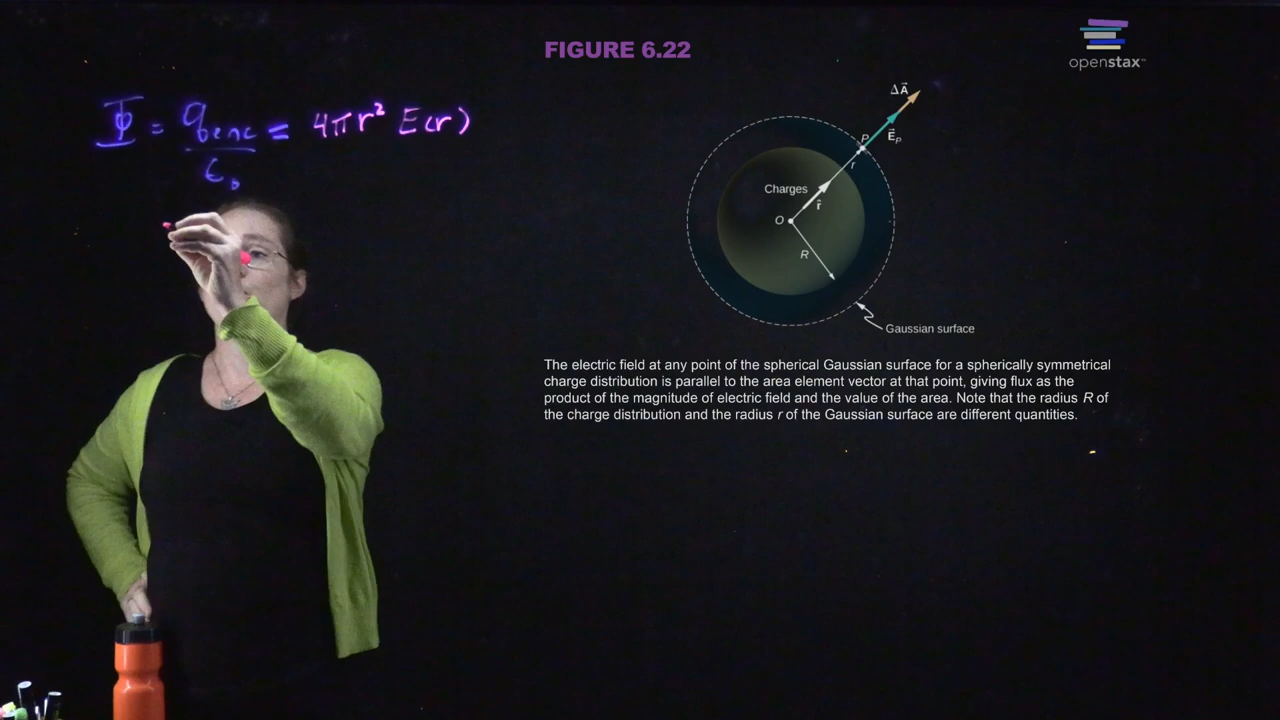 FIGURE 6.22
openstax™
Φ = qenc/ε₀ = 4πr² E(r)
ΔA⃗
P
E⃗P
r
Charges
r̂
O
R
Gaussian surface
The electric field at any point of the spherical Gaussian surface for a spherically symmetrical
charge distribution is parallel to the area element vector at that point, giving flux as the
product of the magnitude of electric field and the value of the area. Note that the radius R of
the charge distribution and the radius r of the Gaussian surface are different quantities.